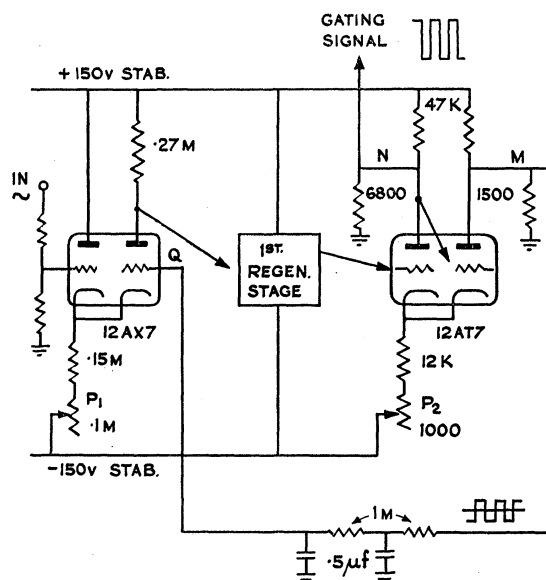 GATING
SIGNAL
+150V STAB.
47K
.27M
N
M
IN
~
6800
1500
Q
1ST.
REGEN.
STAGE
12AX7
12AT7
.15M
12K
P1
.1M
P2
1000
-150V STAB.
1M
.5µf